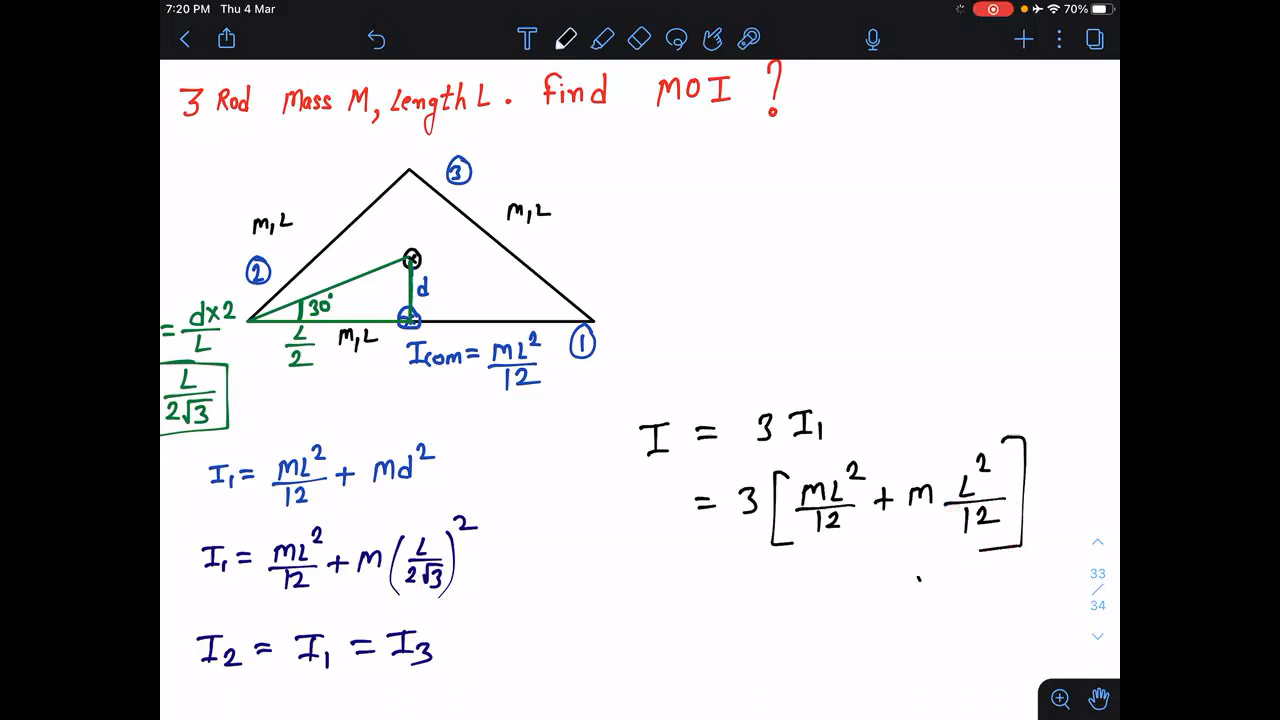 7:20 PM Thu 4 Mar
70%
T
3 Rod Mass M, Length L. find MOI ?
3
m,L
m,L
2
x
d
30°
= d×2/L
L/2
m,L
1
Icom = mL²/12
L/2√3
I = 3 I₁
I₁ = mL²/12 + md²
= 3 [mL²/12 + m L²/12]
I₁ = mL²/12 + m(L/2√3)²
33
/
34
I₂ = I₁ = I₃